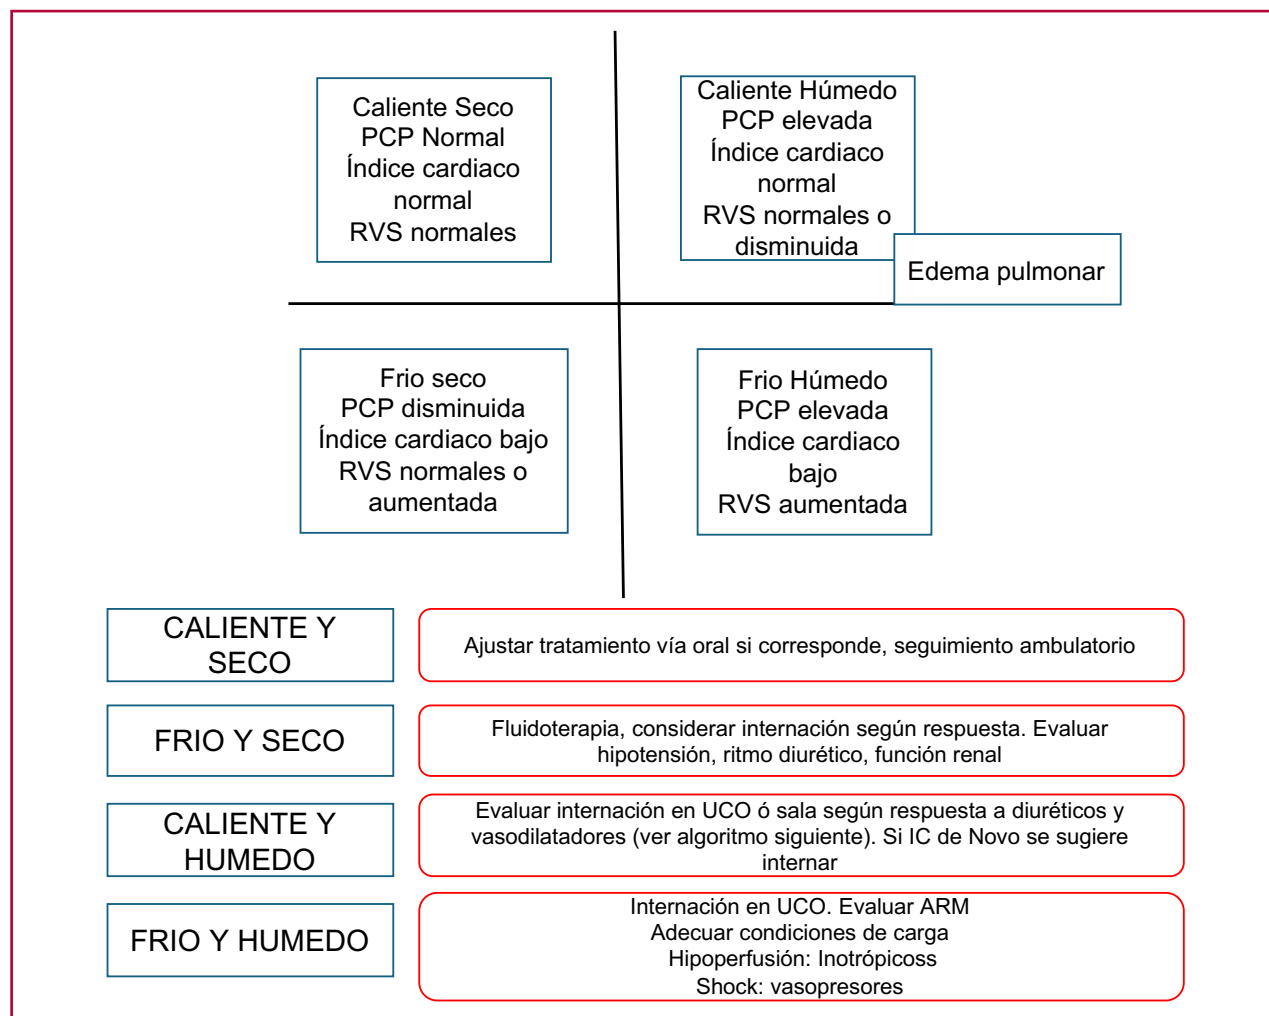 Caliente Seco
PCP Normal
Índice cardiaco
normal
RVS normales
Caliente Húmedo
PCP elevada
Índice cardiaco
normal
RVS normales o
disminuida
Edema pulmonar
Frio seco
PCP disminuida
Índice cardiaco bajo
RVS normales o
aumentada
Frio Húmedo
PCP elevada
Índice cardiaco
bajo
RVS aumentada
CALIENTE Y
SECO
Ajustar tratamiento vía oral si corresponde, seguimiento ambulatorio
FRIO Y SECO
Fluidoterapia, considerar internación según respuesta. Evaluar
hipotensión, ritmo diurético, función renal
CALIENTE Y
HUMEDO
Evaluar internación en UCO ó sala según respuesta a diuréticos y
vasodilatadores (ver algoritmo siguiente). Si IC de Novo se sugiere
internar
FRIO Y HUMEDO
Internación en UCO. Evaluar ARM
Adecuar condiciones de carga
Hipoperfusión: Inotrópicoss
Shock: vasopresores